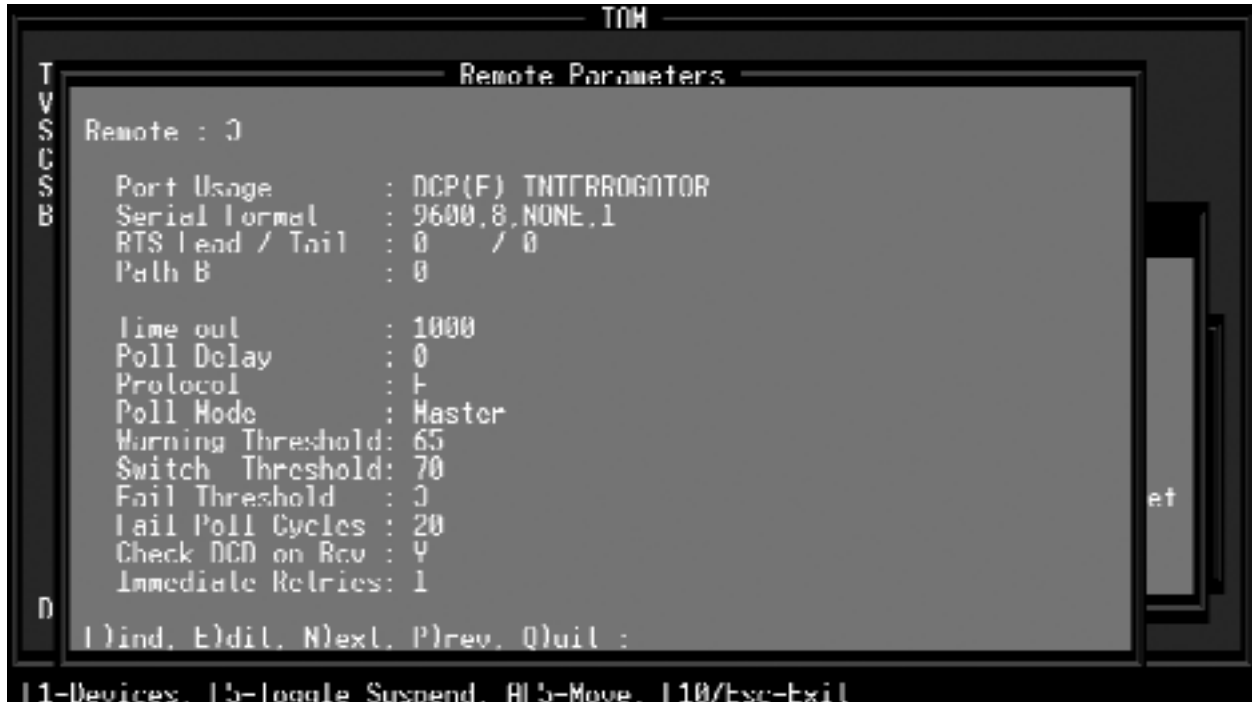 TOM
Remote Parameters
T
V
S
C
S
B
Remote : 3
Port Usage : DCP(F) INTERROGATOR
Serial Format : 9600,8,NONE,1
RTS Lead / Tail : 0 / 0
Path B : 0
Time out : 1000
Poll Delay : 0
Protocol : F
Poll Mode : Master
Warning Threshold: 65
Switch Threshold: 70
Fail Threshold : 3
et
Fail Poll Cycles : 20
Check DCD on Rcv : Y
Immediate Retries: 1
D
F)ind, E)dit, N)ext, P)rev, Q)uit :
F1-Devices, F5-Toggle Suspend, AF5-Move, F10/Esc-Exit